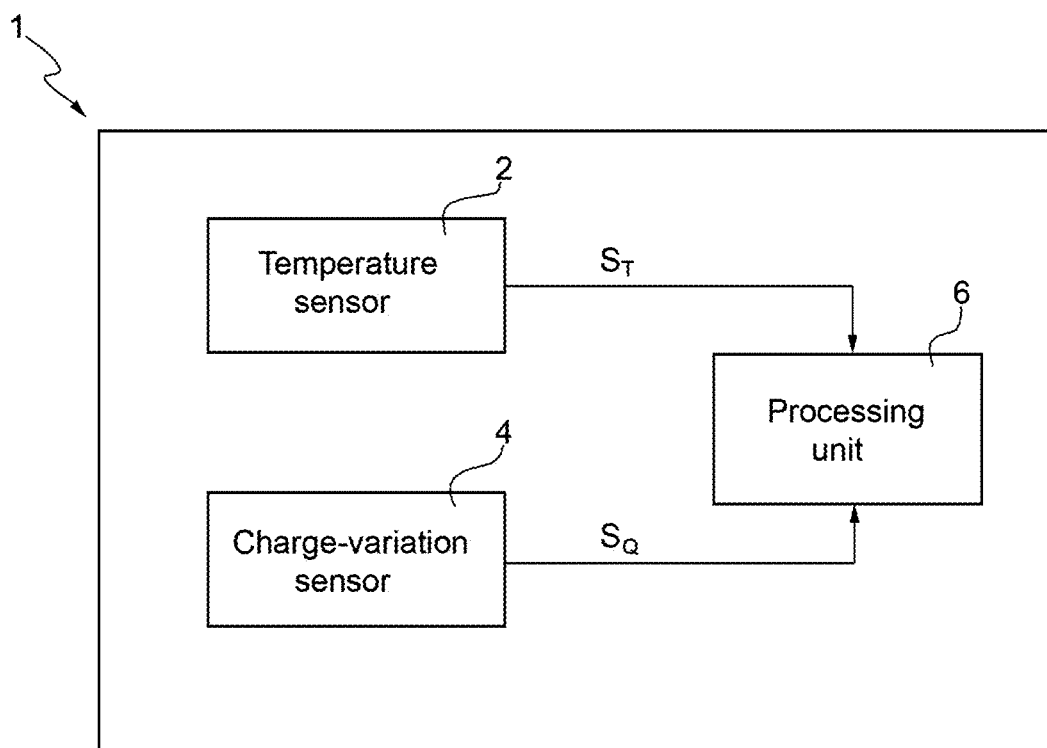 1
2
Temperature
sensor
S_T
6
Processing
unit
4
Charge-variation
sensor
S_Q